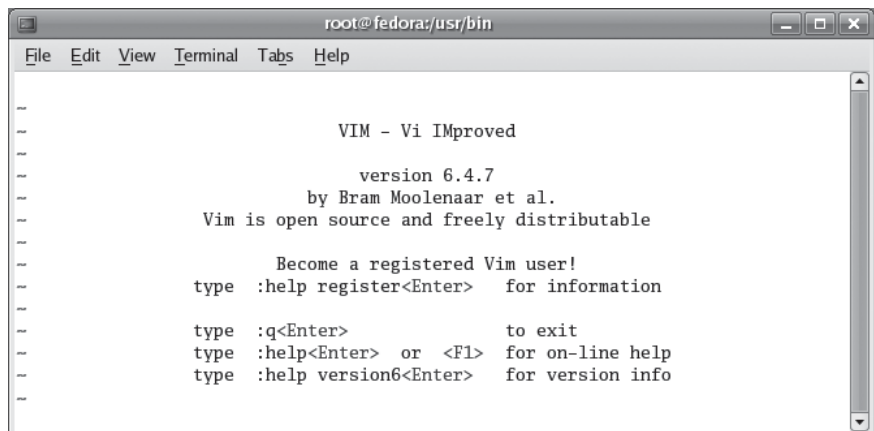 root@fedora:/usr/bin
File Edit View Terminal Tabs Help
~
~ VIM - Vi IMproved
~
~ version 6.4.7
~ by Bram Moolenaar et al.
~ Vim is open source and freely distributable
~
~ Become a registered Vim user!
~ type :help register<Enter> for information
~
~ type :q<Enter> to exit
~ type :help<Enter> or <F1> for on-line help
~ type :help version6<Enter> for version info
~